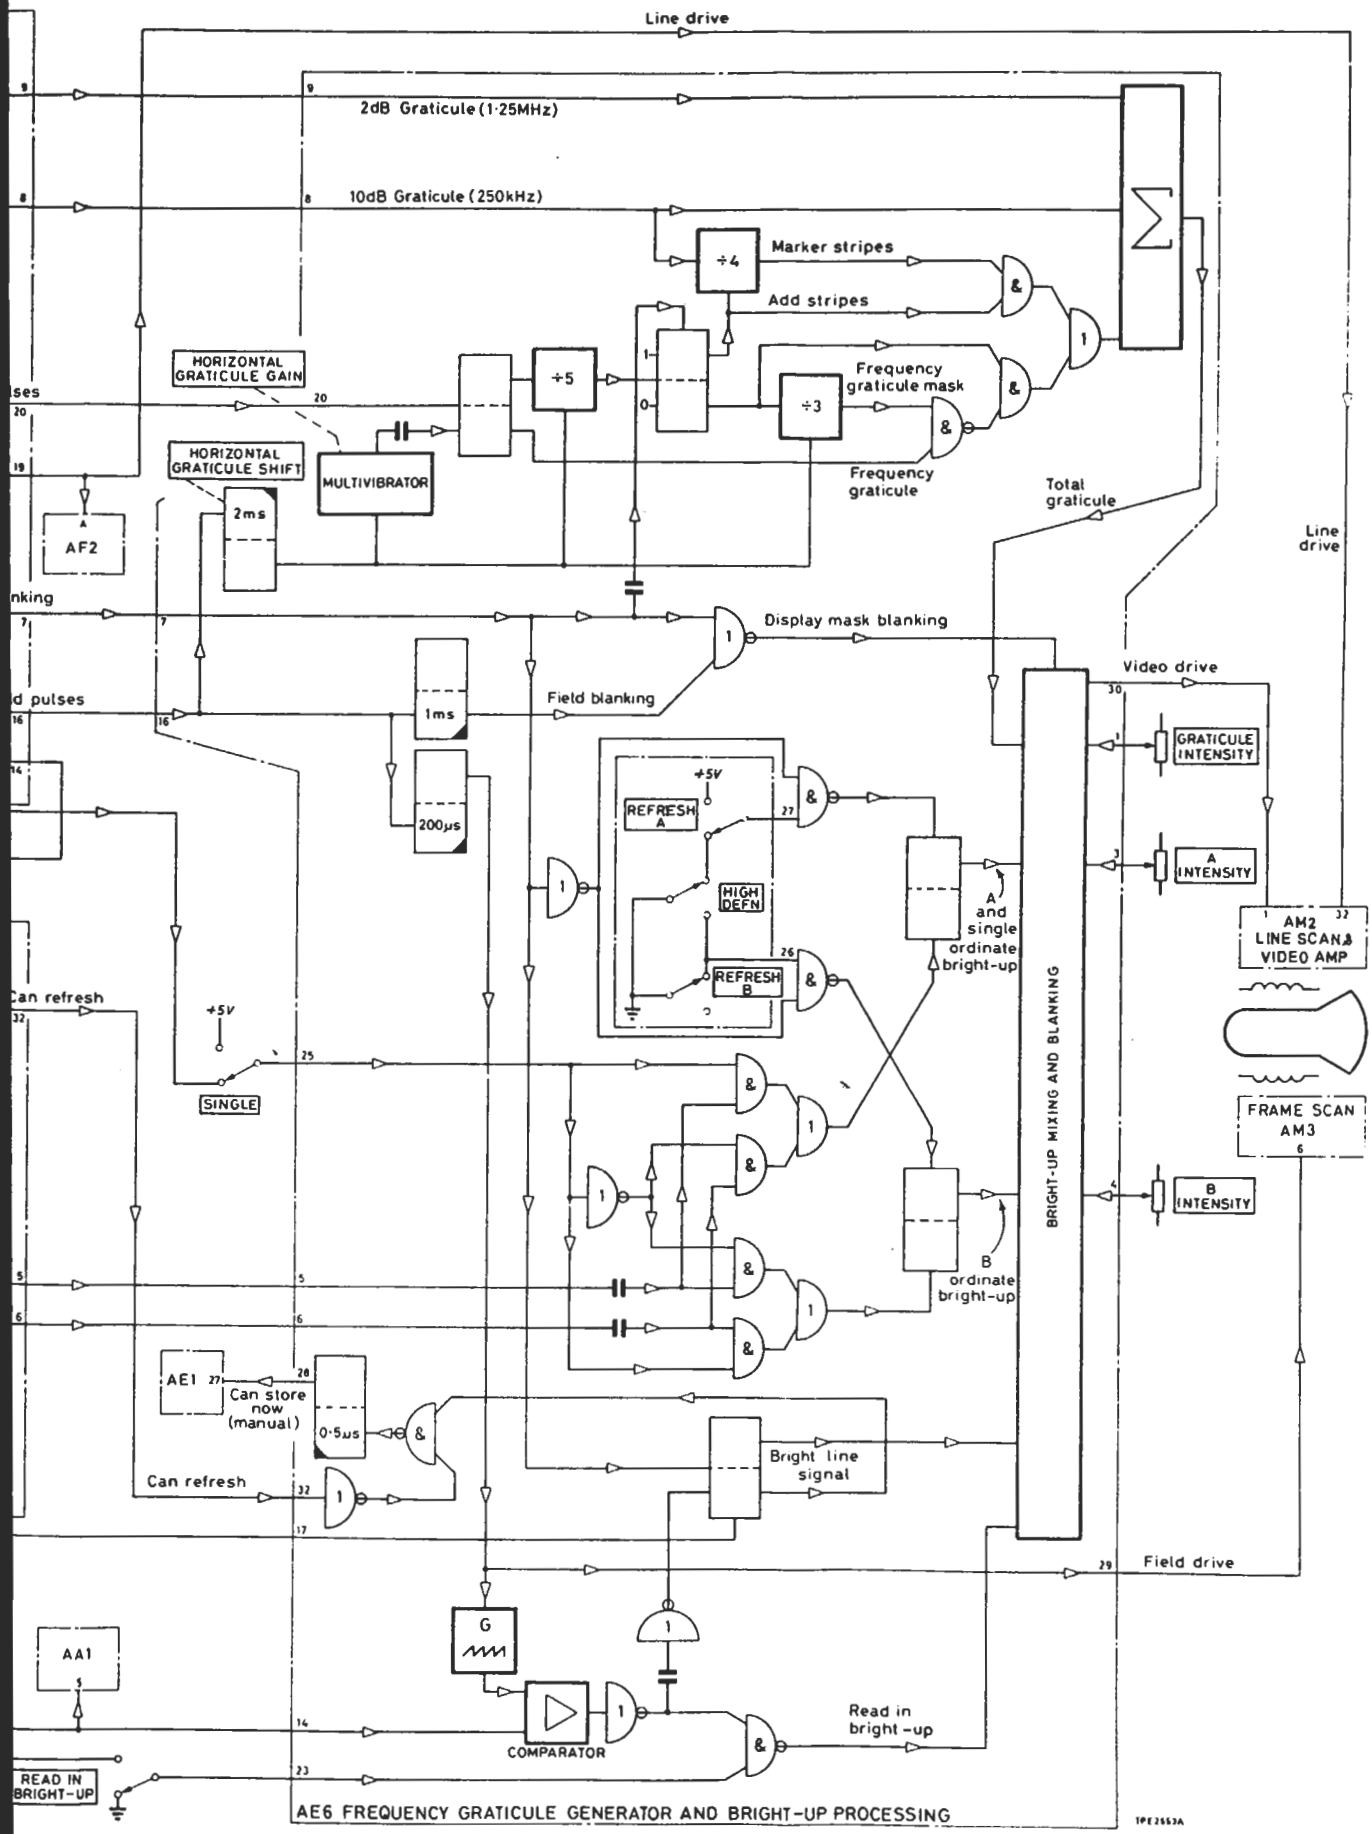 Line drive
9
9
2dB Graticule (1·25MHz)
8
8
10dB Graticule (250kHz)
÷4
Marker stripes
&
Add stripes
1
HORIZONTAL
GRATICULE GAIN
÷5
1
0
Frequency
graticule mask
÷3
&
&
lses
20
20
HORIZONTAL
GRATICULE SHIFT
MULTIVIBRATOR
Frequency
graticule
19
2ms
A
AF2
Total
graticule
Line
drive
nking
7
7
1
Display mask blanking
ld pulses
16
16
1ms
Field blanking
Video drive
30
14
200µs
+5V
REFRESH
A
27
&
1
GRATICULE
INTENSITY
1
HIGH
DEFN
A
and
single
ordinate
bright-up
3
A
INTENSITY
26
REFRESH
B
&
1
32
AM2
LINE SCAN &
VIDEO AMP
Can refresh
32
+5V
25
SINGLE
&
1
&
1
BRIGHT-UP MIXING AND BLANKING
FRAME SCAN
AM3
6
4
B
INTENSITY
5
5
&
1
B
ordinate
bright-up
6
6
&
AE1
27
28
Can store
now
(manual)
0·5µs
&
Can refresh
32
1
Bright line
signal
17
29
Field drive
G
1
AA1
5
14
COMPARATOR
1
&
Read in
bright-up
23
READ IN
BRIGHT-UP
AE6 FREQUENCY GRATICULE GENERATOR AND BRIGHT-UP PROCESSING
TPE2553A